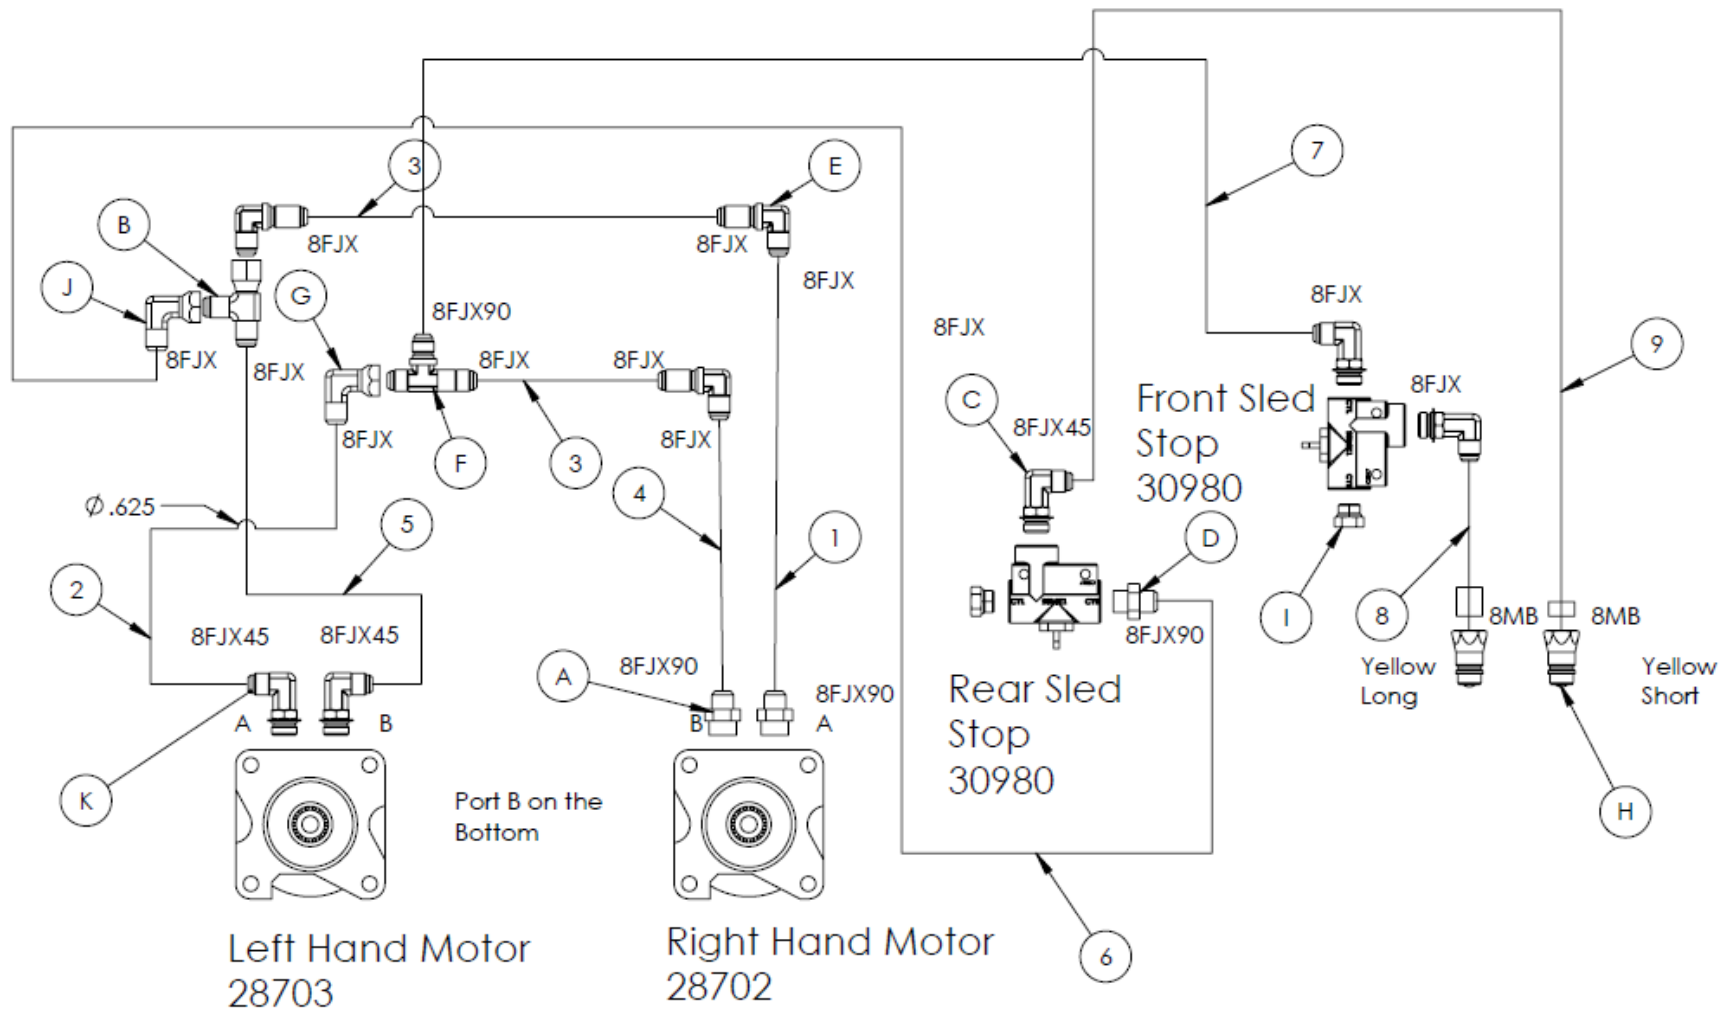 3
E
7
B
8FJX
8FJX
J
G
8FJX
8FJX
8FJX90
8FJX
9
8FJX
8FJX
8FJX
8FJX
8FJX
Front Sled
Stop
30980
C
8FJX45
8FJX
8FJX
F
3
4
Ø .625
5
1
D
2
I
8
8MB
8MB
8FJX45
8FJX45
8FJX90
8FJX90
A
Yellow
Long
Yellow
Short
Rear Sled
Stop
30980
8FJX90
A
B
B
A
K
Port B on the
Bottom
H
Left Hand Motor
28703
Right Hand Motor
28702
6